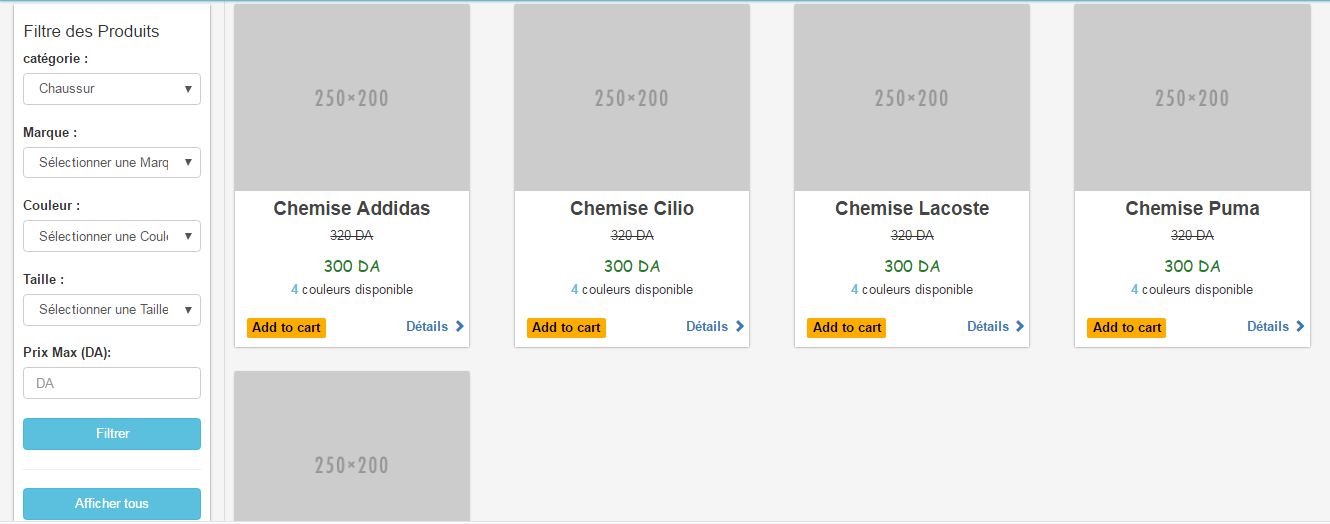 Filtre des Produits
catégorie :
Chaussur
Marque :
Sélectionner une Marq
Couleur :
Sélectionner une Coul
Taille :
Sélectionner une Taille
Prix Max (DA):
DA
Filtrer
Afficher tous
250×200
Chemise Addidas
320 DA
300 DA
4 couleurs disponible
Add to cart
Détails
250×200
Chemise Cilio
320 DA
300 DA
4 couleurs disponible
Add to cart
Détails
250×200
Chemise Lacoste
320 DA
300 DA
4 couleurs disponible
Add to cart
Détails
250×200
Chemise Puma
320 DA
300 DA
4 couleurs disponible
Add to cart
Détails
250×200